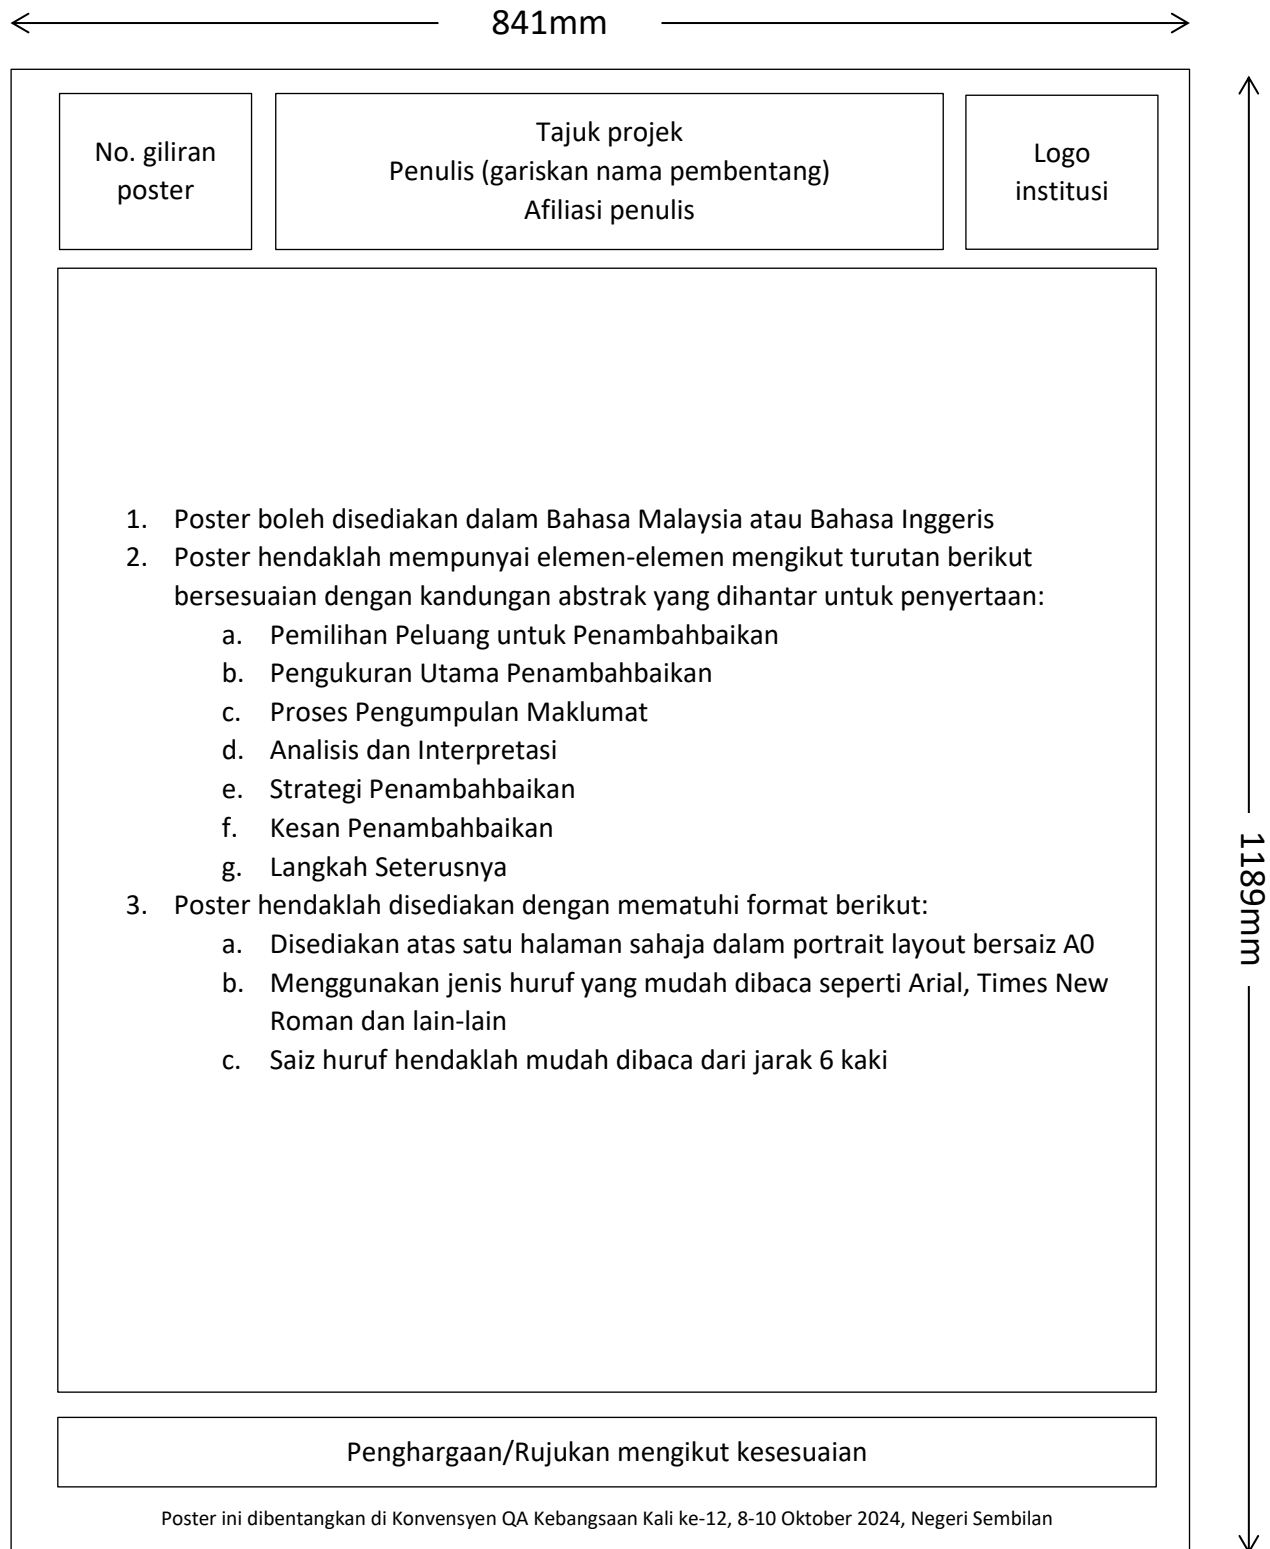 841mm
No. giliran
poster
Tajuk projek
Penulis (gariskan nama pembentang)
Afiliasi penulis
Logo
institusi
1. Poster boleh disediakan dalam Bahasa Malaysia atau Bahasa Inggeris
2. Poster hendaklah mempunyai elemen-elemen mengikut turutan berikut
bersesuaian dengan kandungan abstrak yang dihantar untuk penyertaan:
a. Pemilihan Peluang untuk Penambahbaikan
b. Pengukuran Utama Penambahbaikan
c. Proses Pengumpulan Maklumat
d. Analisis dan Interpretasi
e. Strategi Penambahbaikan
f. Kesan Penambahbaikan
g. Langkah Seterusnya
3. Poster hendaklah disediakan dengan mematuhi format berikut:
a. Disediakan atas satu halaman sahaja dalam portrait layout bersaiz A0
b. Menggunakan jenis huruf yang mudah dibaca seperti Arial, Times New
Roman dan lain-lain
c. Saiz huruf hendaklah mudah dibaca dari jarak 6 kaki
1189mm
Penghargaan/Rujukan mengikut kesesuaian
Poster ini dibentangkan di Konvensyen QA Kebangsaan Kali ke-12, 8-10 Oktober 2024, Negeri Sembilan